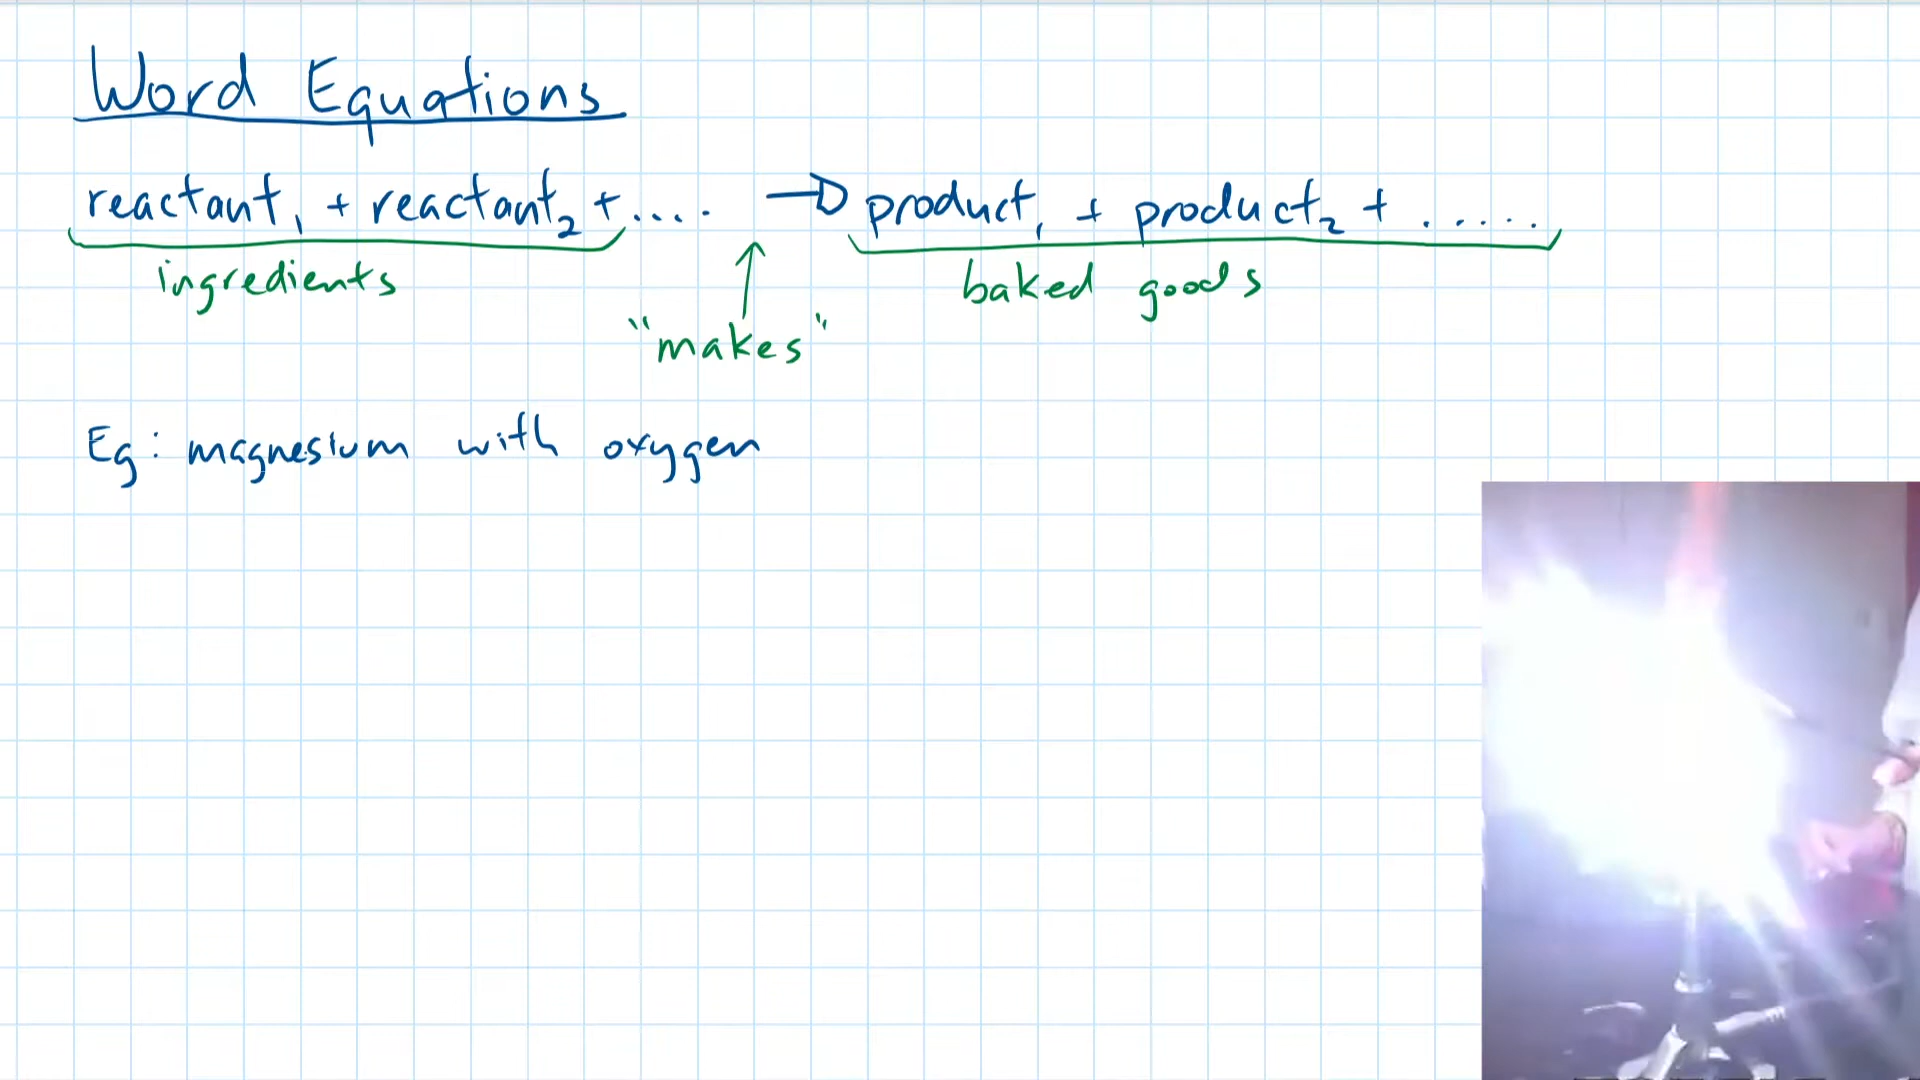 Word Equations
reactant₁ + reactant₂ + .... → product₁ + product₂ + ......
ingredients
baked goods
"makes"
Eg: magnesium with oxygen